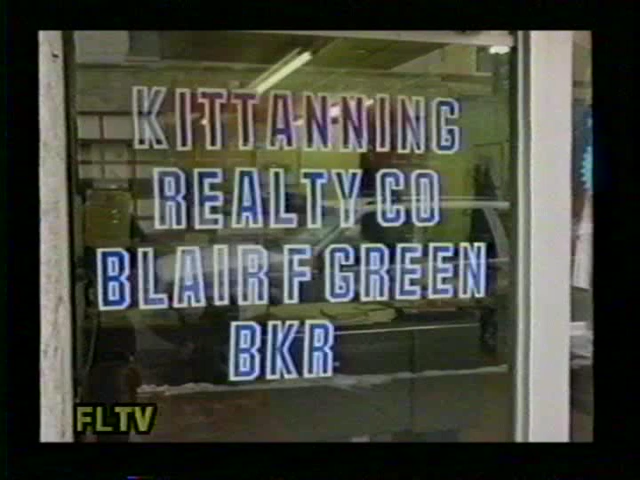 KITTANNING
REALTY CO
BLAIR F GREEN
BKR
FLTV